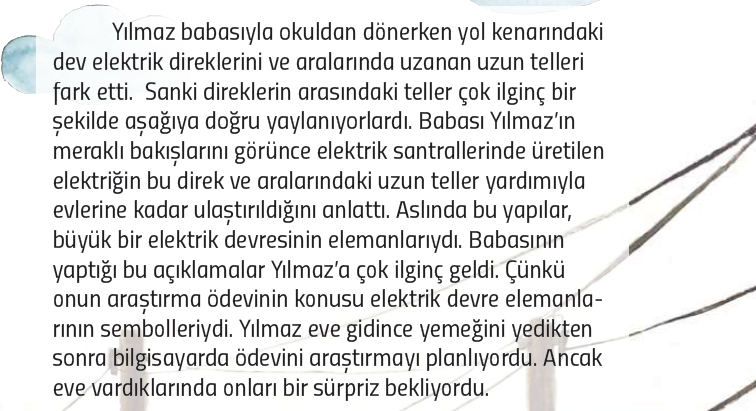 Yılmaz babasıyla okuldan dönerken yol kenarındaki
dev elektrik direklerini ve aralarında uzanan uzun telleri
fark etti. Sanki direklerin arasındaki teller çok ilginç bir
şekilde aşağıya doğru yaylanıyorlardı. Babası Yılmaz'ın
meraklı bakışlarını görünce elektrik santrallerinde üretilen
elektriğin bu direk ve aralarındaki uzun teller yardımıyla
evlerine kadar ulaştırıldığını anlattı. Aslında bu yapılar,
büyük bir elektrik devresinin elemanlarıydı. Babasının
yaptığı bu açıklamalar Yılmaz'a çok ilginç geldi. Çünkü
onun araştırma ödevinin konusu elektrik devre elemanla-
rının sembolleriydi. Yılmaz eve gidince yemeğini yedikten
sonra bilgisayarda ödevini araştırmayı planlıyordu. Ancak
eve vardıklarında onları bir sürpriz bekliyordu.